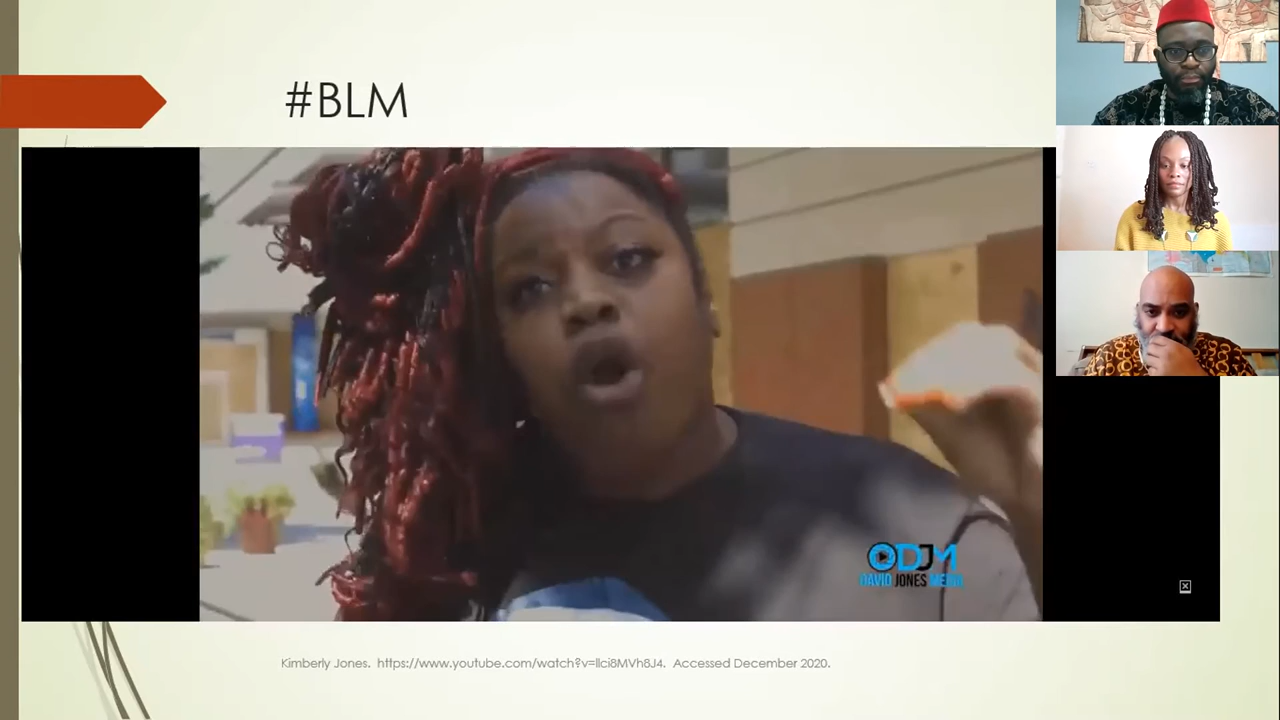 #BLM
DJM
DAVID JONES MEDIA
Kimberly Jones. https://www.youtube.com/watch?v=llci8MVh8J4. Accessed December 2020.